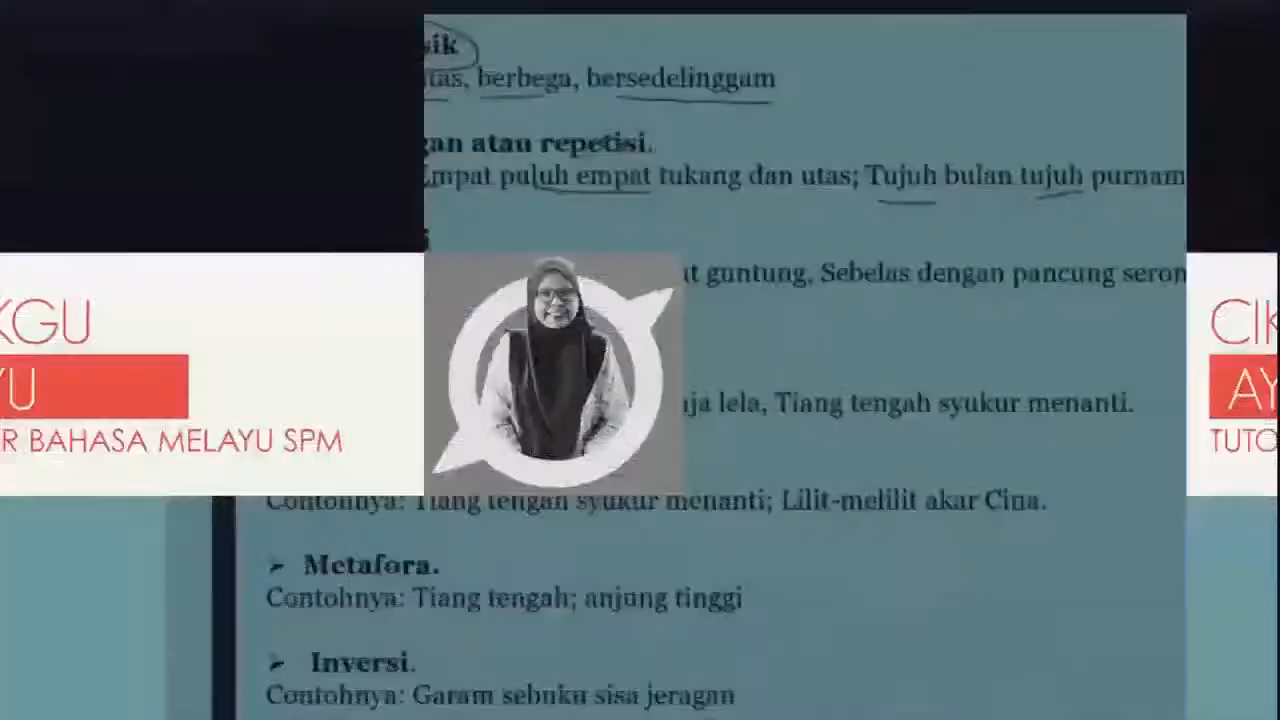 sik
tas, berbega, bersedelinggam
gan atau repetisi.
Empat puluh empat tukang dan utas; Tujuh bulan tujuh purnam
guntung, Sebelas dengan pancung seron
KGU
CIK
YU
ja lela, Tiang tengah syukur menanti.
AY
R BAHASA MELAYU SPM
TUTO
Contohnya: Tiang tengah syukur menanti; Lilit-melilit akar Cina.
➤ Metafora.
Contohnya: Tiang tengah; anjung tinggi
➤ Inversi.
Contohnya: Garam sebuku sisa jeragan